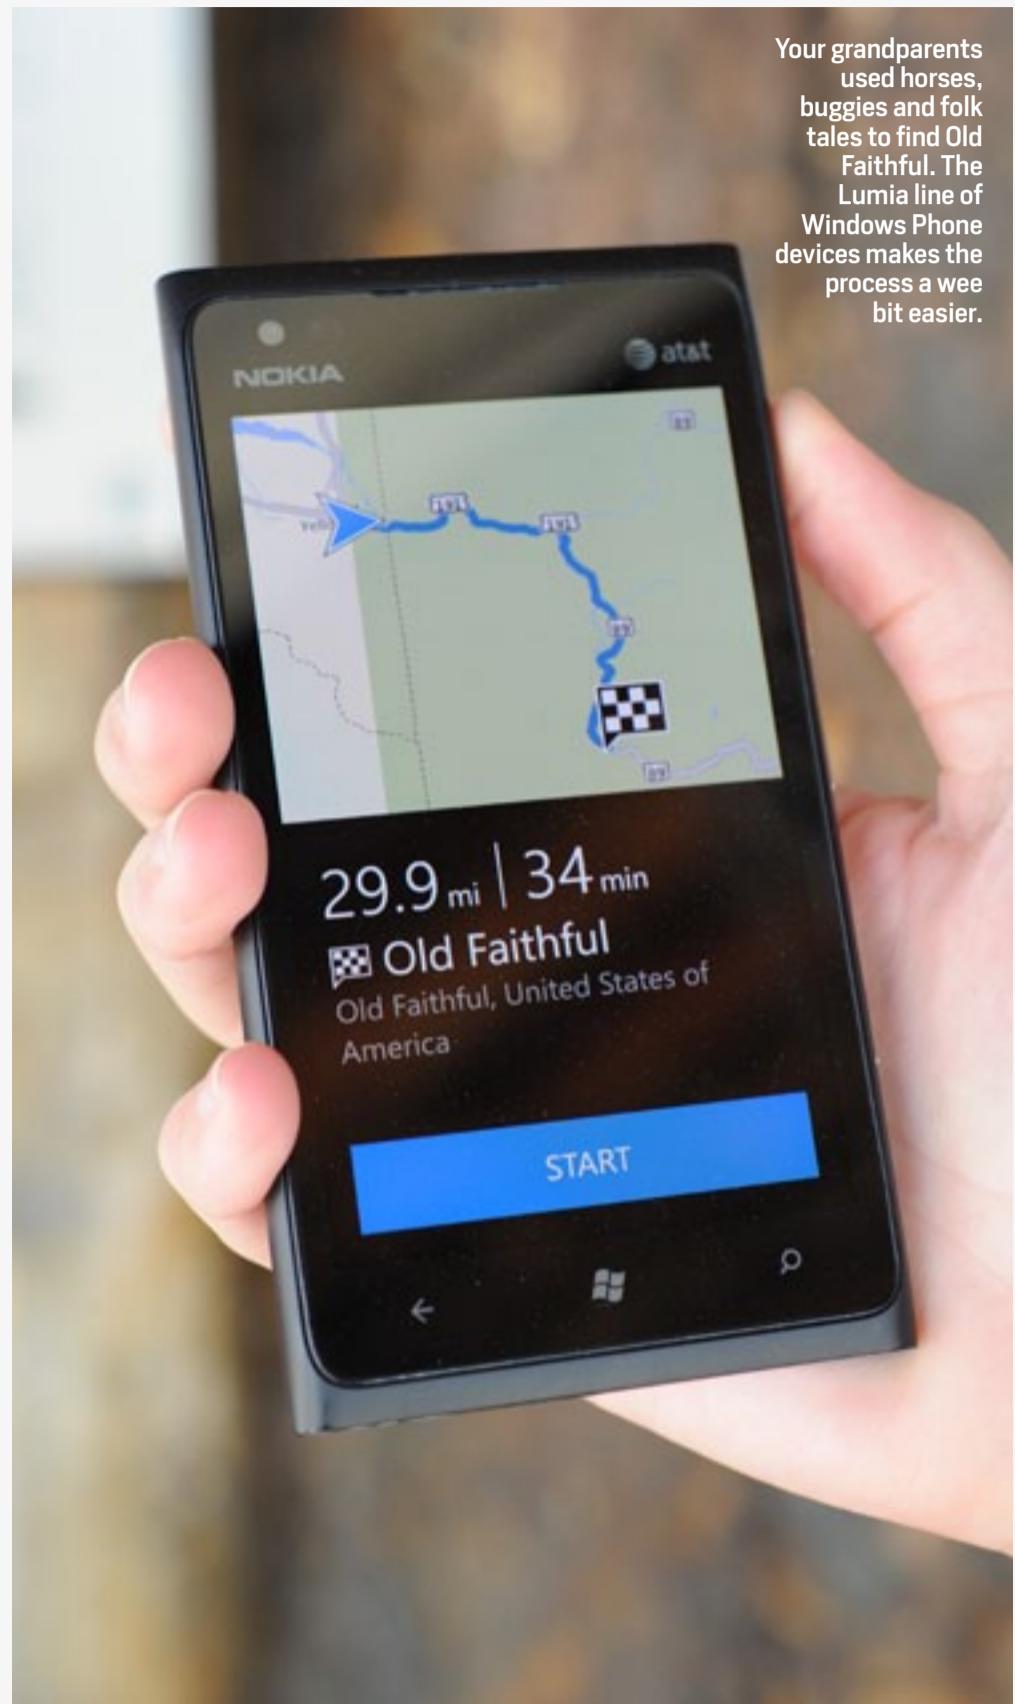 Your grandparents
used horses,
buggies and folk
tales to find Old
Faithful. The
Lumia line of
Windows Phone
devices makes the
process a wee
bit easier.
NOKIA
at&t
191
29.9 mi | 34 min
Old Faithful
Old Faithful, United States of
America
START